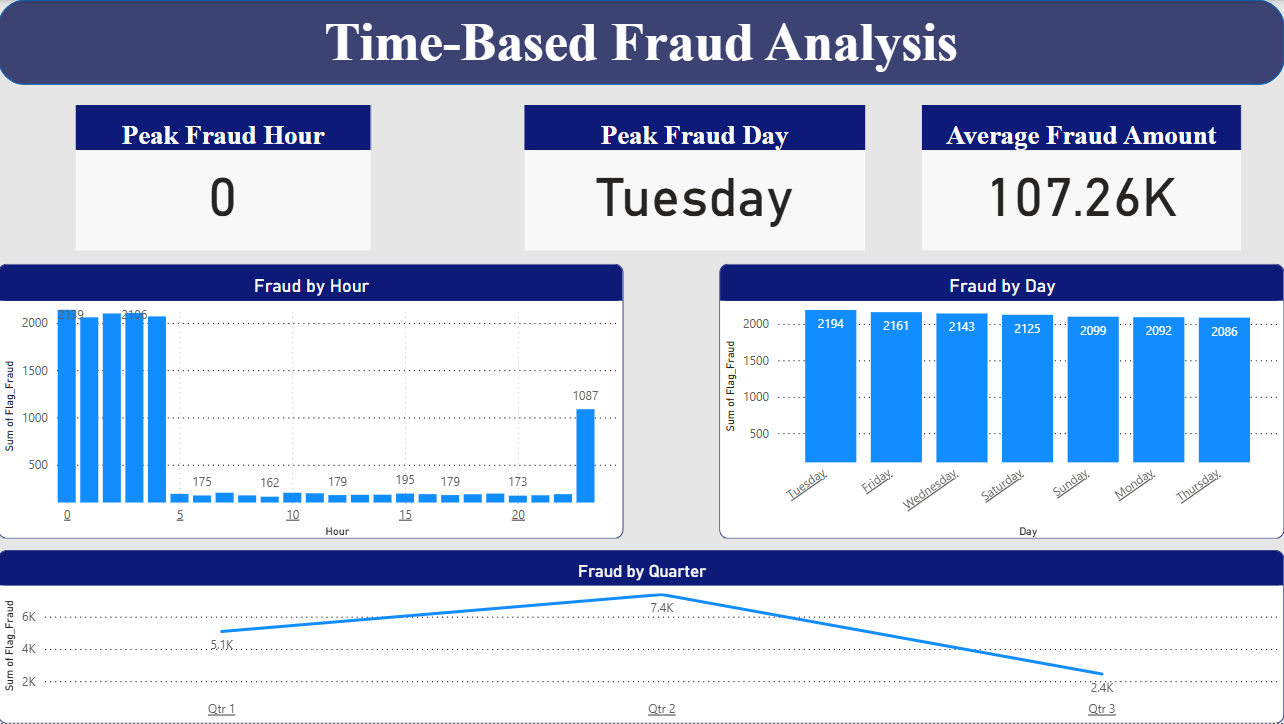 Time-Based Fraud Analysis
Peak Fraud Hour
0
Peak Fraud Day
Tuesday
Average Fraud Amount
107.26K
Fraud by Hour
Sum of Flag_Fraud
2000
1500
1000
500
2139
2106
175
162
179
195
179
173
1087
0 5 10 15 20
Hour
Fraud by Day
Sum of Flag_Fraud
2000
1500
1000
500
2194 2161 2143 2125 2099 2092 2086
Tuesday Friday Wednesday Saturday Sunday Monday Thursday
Day
Fraud by Quarter
Sum of Flag_Fraud
6K
4K
2K
5.1K
7.4K
2.4K
Qtr 1 Qtr 2 Qtr 3